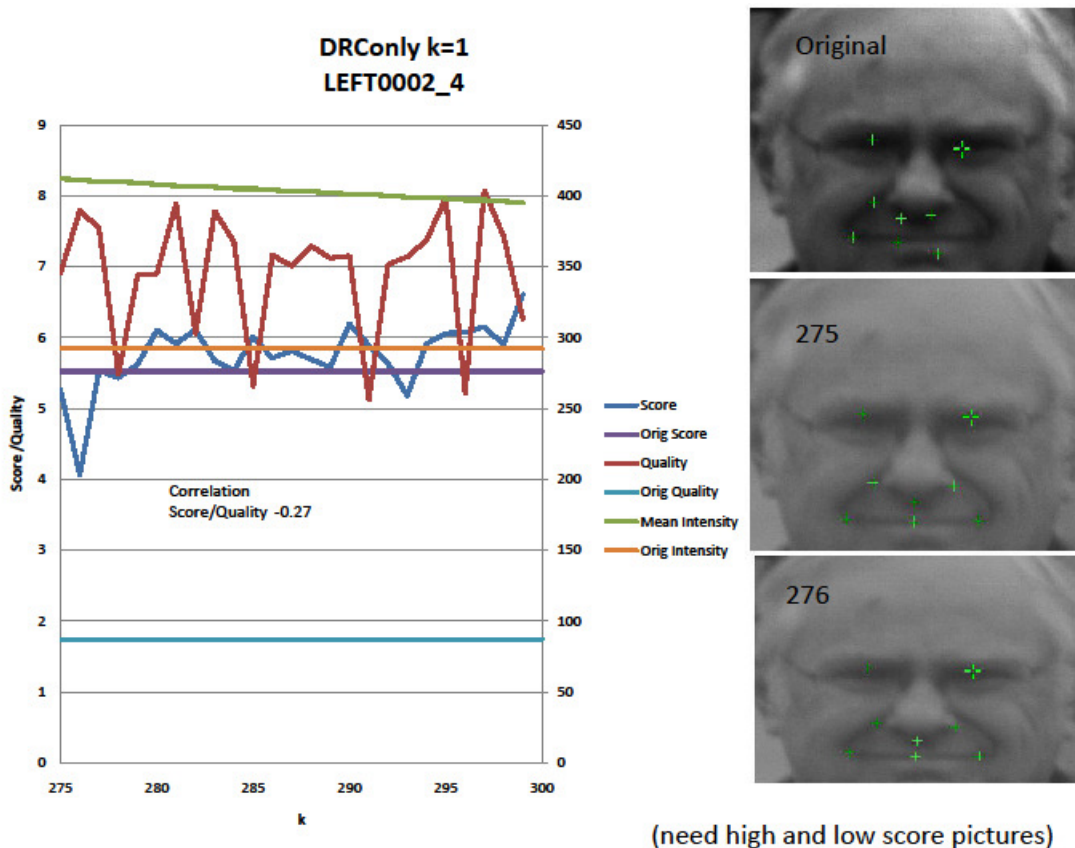 DRConly k=1
LEFT0002_4
9
8
7
6
5
4
3
2
1
0
Score/Quality
450
400
350
300
250
200
150
100
50
0
275
280
285
290
295
300
k
Correlation
Score/Quality -0.27
Score
Orig Score
Quality
Orig Quality
Mean Intensity
Orig Intensity
Original
275
276
(need high and low score pictures)